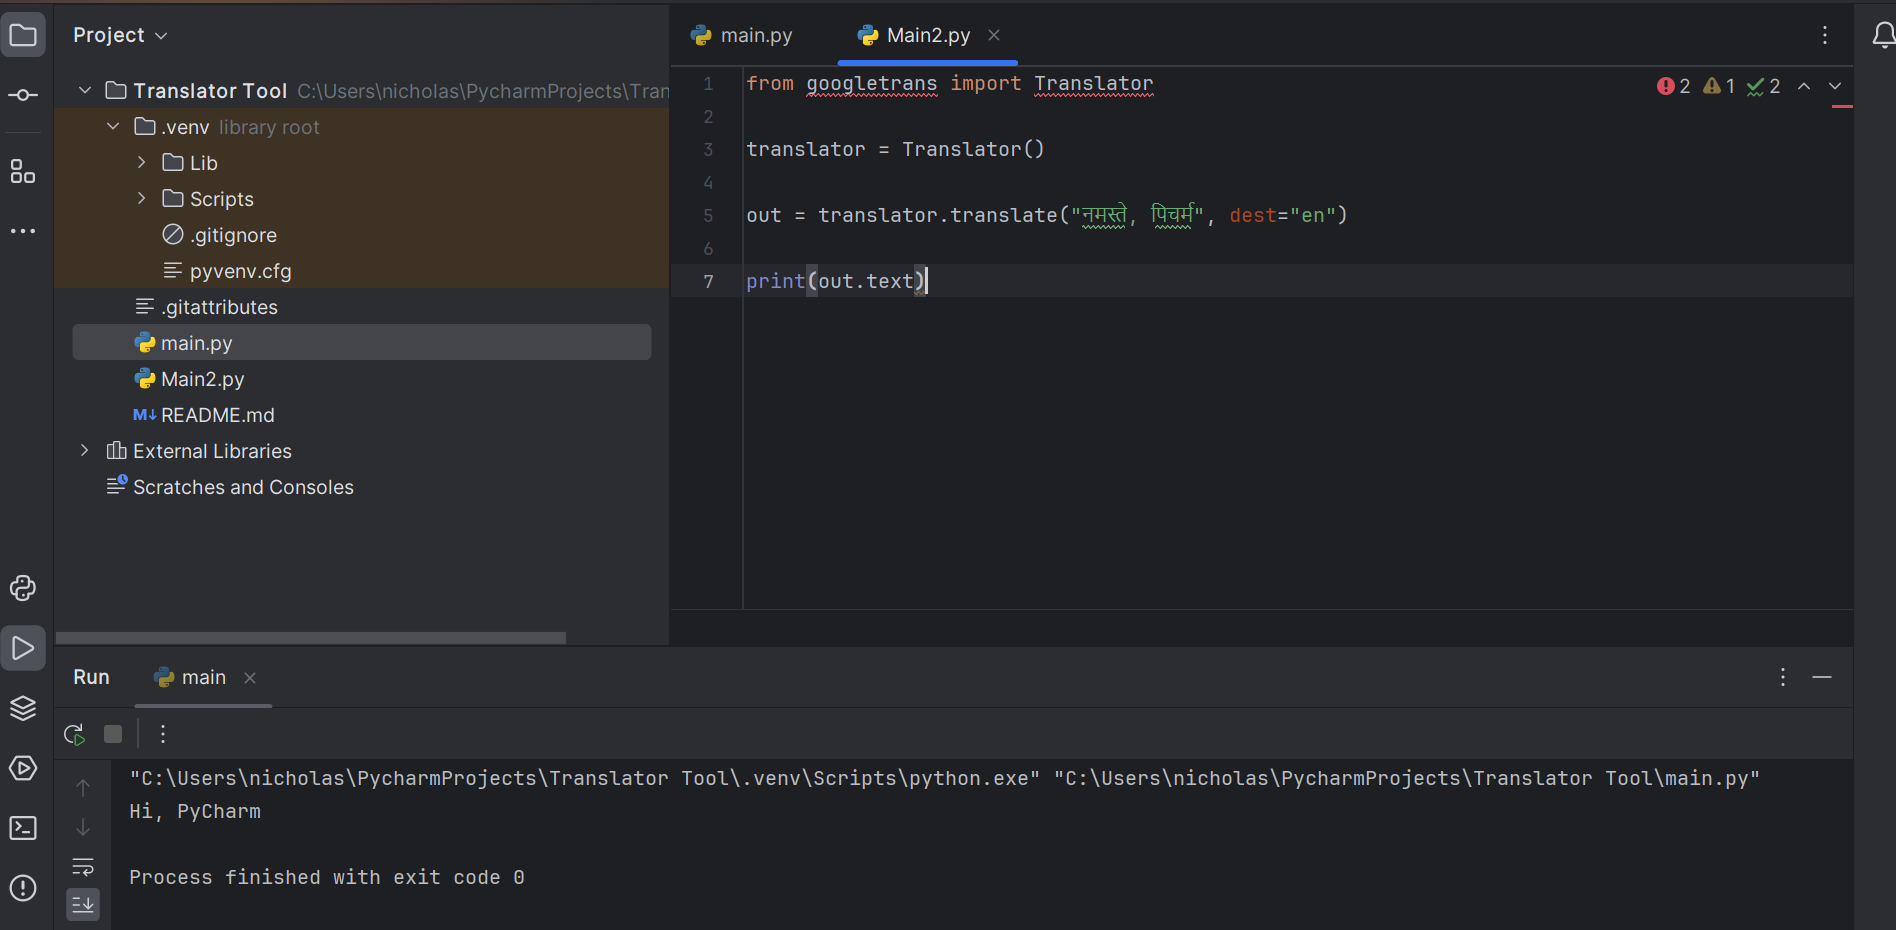 Project
Translator Tool C:\Users\nicholas\PycharmProjects\Tran
.venv library root
Lib
Scripts
.gitignore
pyvenv.cfg
.gitattributes
main.py
Main2.py
M↓ README.md
External Libraries
Scratches and Consoles
main.py Main2.py
2 1 2
1 from googletrans import Translator
2
3 translator = Translator()
4
5 out = translator.translate("नमस्ते, पिचर्म", dest="en")
6
7 print(out.text)
Run main
"C:\Users\nicholas\PycharmProjects\Translator Tool\.venv\Scripts\python.exe" "C:\Users\nicholas\PycharmProjects\Translator Tool\main.py"
Hi, PyCharm
Process finished with exit code 0